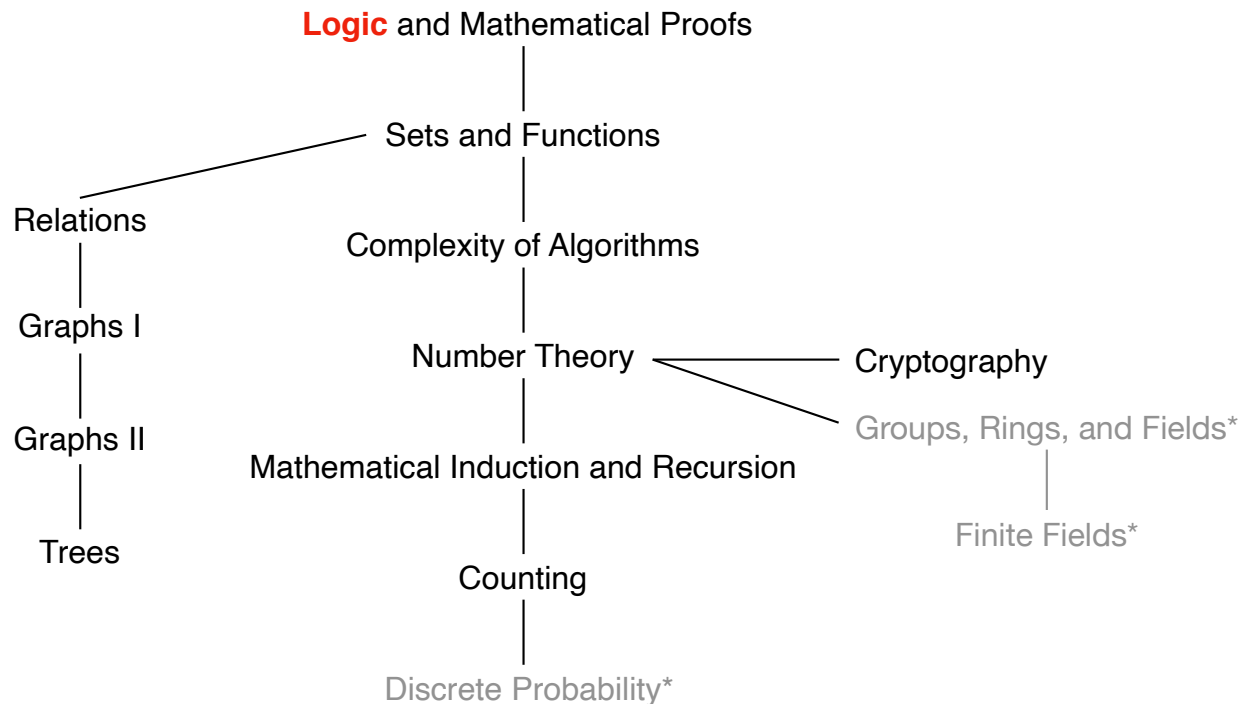 Logic and Mathematical Proofs
Sets and Functions
Relations
Complexity of Algorithms
Graphs I
Number Theory
Cryptography
Groups, Rings, and Fields*
Graphs II
Mathematical Induction and Recursion
Finite Fields*
Trees
Counting
Discrete Probability*